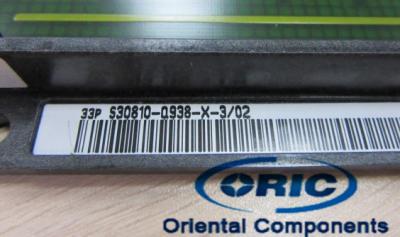 33P S30810-Q938-X-3/02
ORIC
Oriental Components